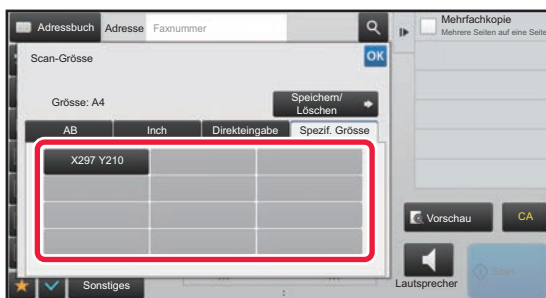 Adressbuch Adresse Faxnummer
Mehrfachkopie
Mehrere Seiten auf eine Seite
Scan-Grösse OK
Grösse: A4
Speichern/
Löschen
AB Inch Direkteingabe Spezif. Grösse
X297 Y210
Vorschau CA
Sonstiges
Lautsprecher
Start